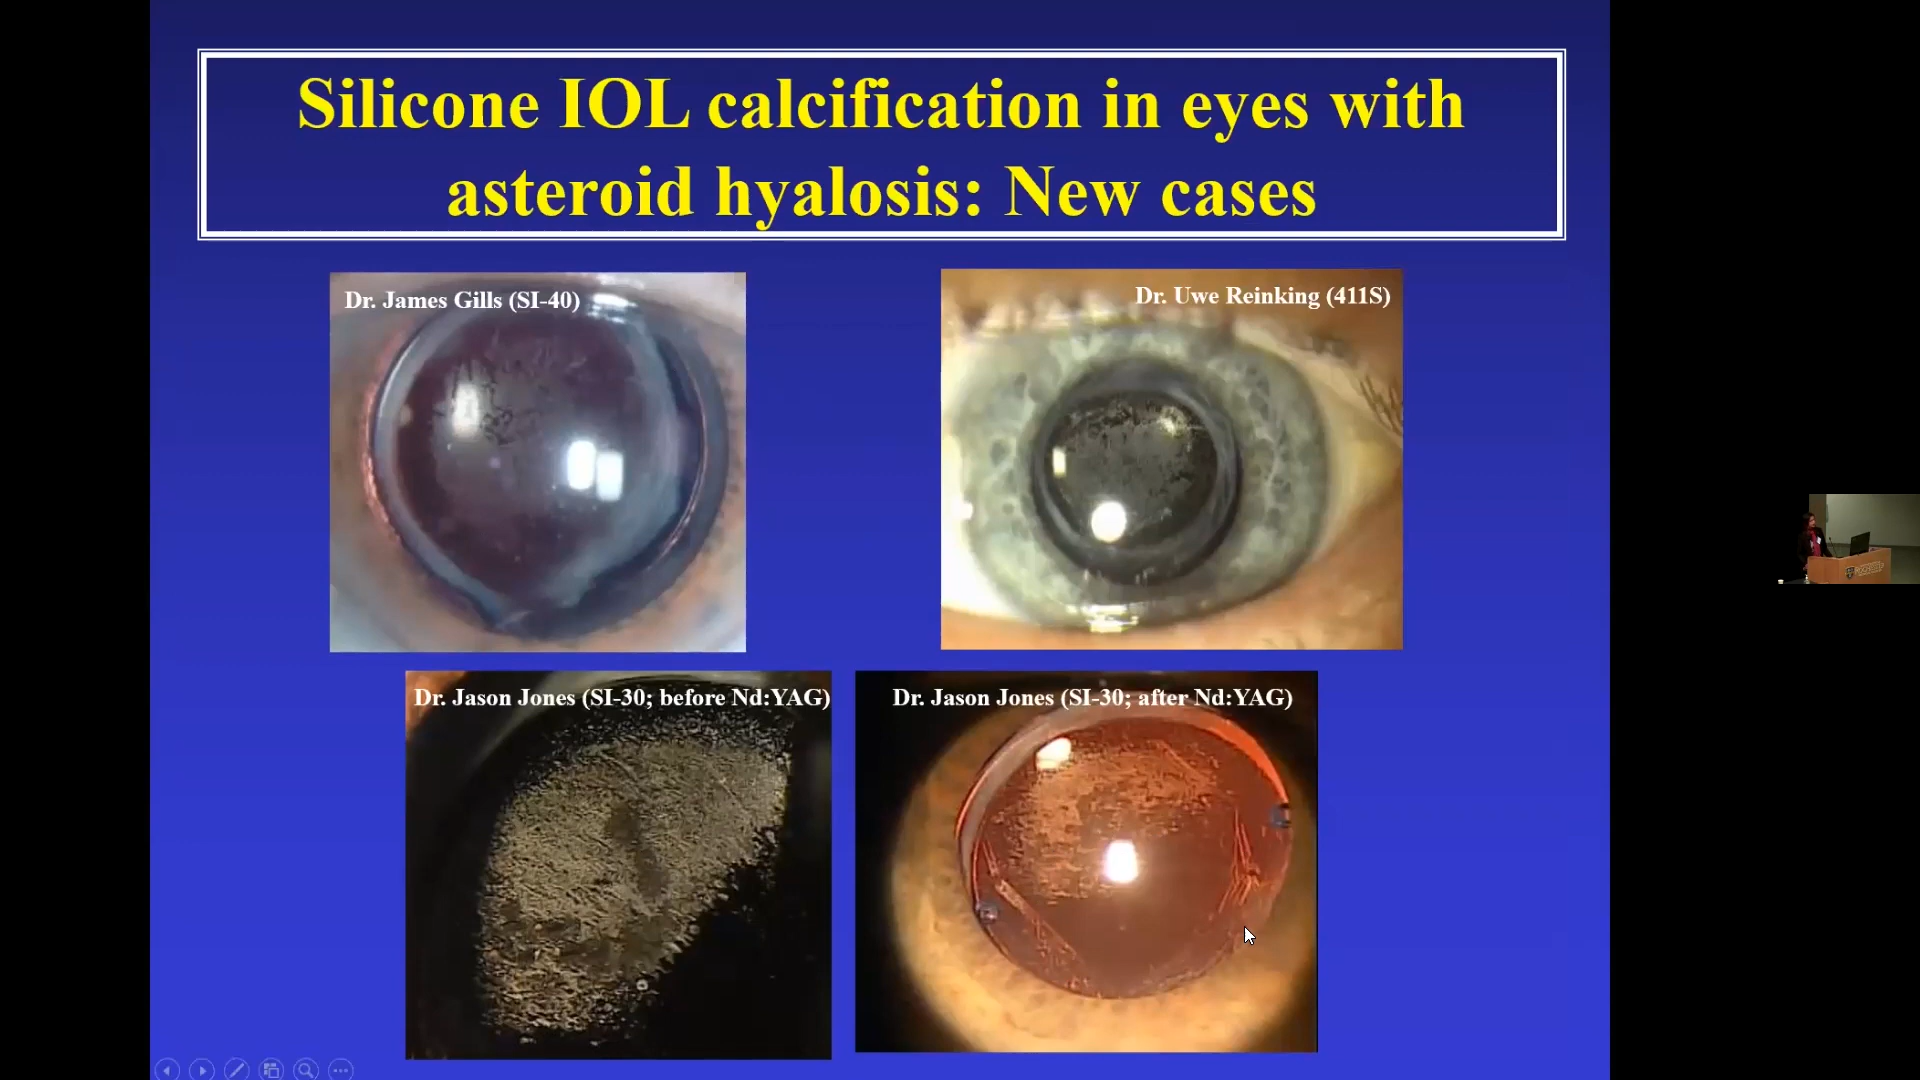 Silicone IOL calcification in eyes with
asteroid hyalosis: New cases
Dr. James Gills (SI-40)
Dr. Uwe Reinking (411S)
Dr. Jason Jones (SI-30; before Nd:YAG)
Dr. Jason Jones (SI-30; after Nd:YAG)